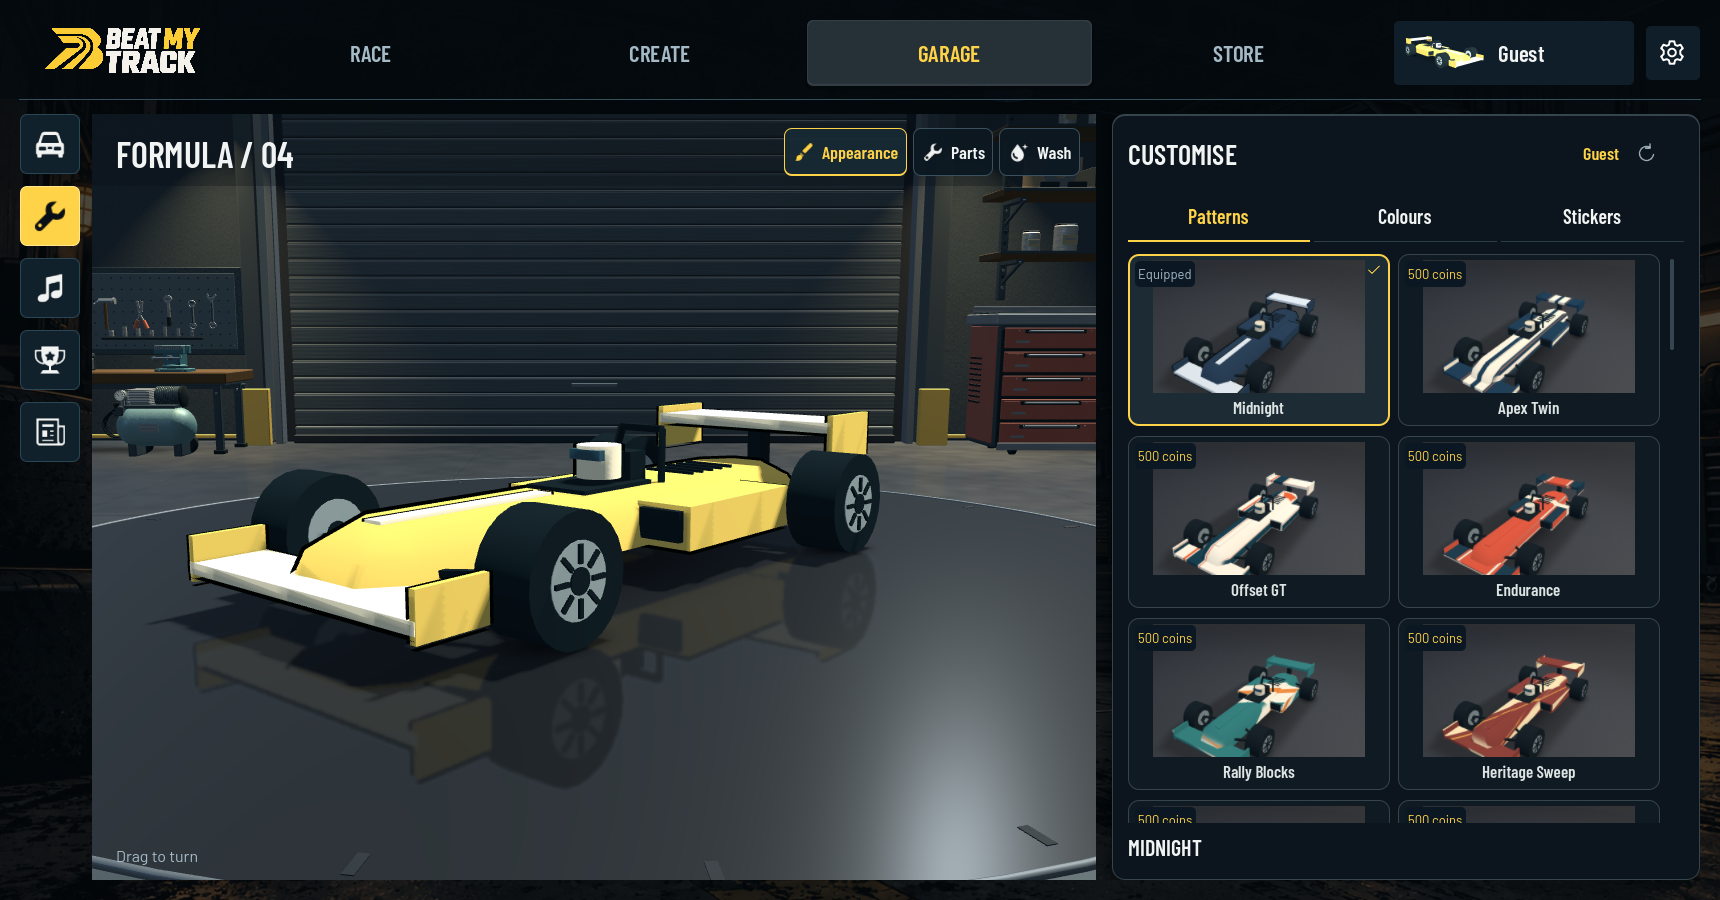 BEAT MY
TRACK
RACE
CREATE
GARAGE
STORE
Guest
FORMULA / 04
Appearance
Parts
Wash
Drag to turn
CUSTOMISE
Guest
Patterns
Colours
Stickers
Equipped
Midnight
500 coins
Apex Twin
500 coins
Offset GT
500 coins
Endurance
500 coins
Rally Blocks
500 coins
Heritage Sweep
500 coins
500 coins
MIDNIGHT